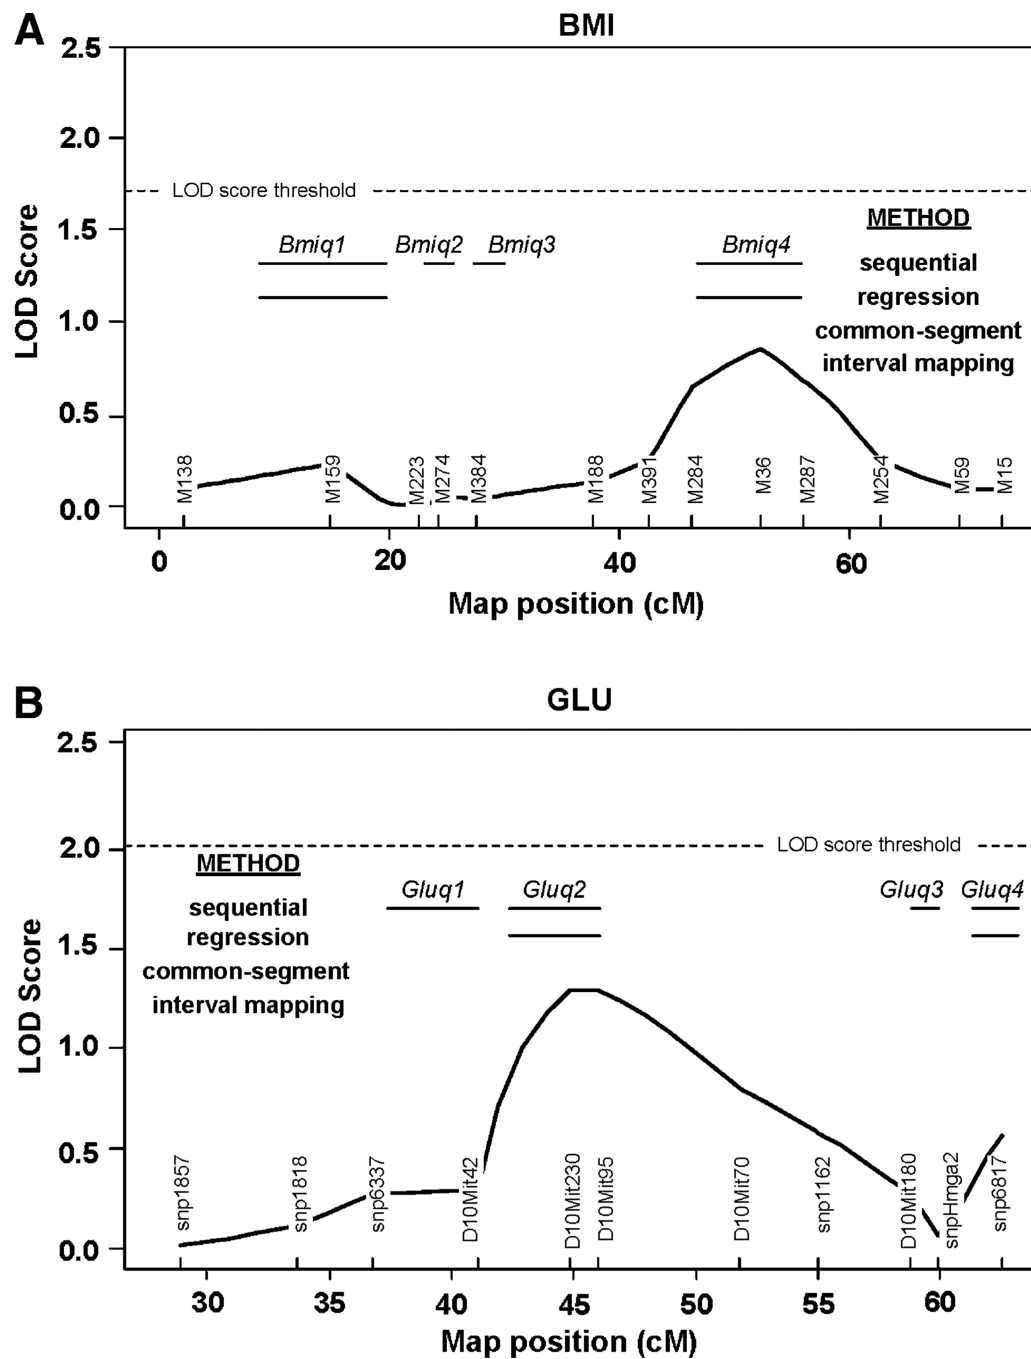 A
BMI
2.5
2.0
LOD score threshold
METHOD
1.5
Bmiq1 Bmiq2 Bmiq3 Bmiq4
sequential
regression
1.0
common-segment
interval mapping
0.5
M138 M159 M223 M274 M384 M188 M391 M284 M36 M287 M254 M59 M15
0.0
LOD Score
0 20 40 60
Map position (cM)
B
GLU
2.5
2.0
LOD score threshold
METHOD
Gluq1 Gluq2 Gluq3 Gluq4
sequential
regression
1.5
common-segment
interval mapping
1.0
0.5
snp1857 snp1818 snp6337 D10Mit42 D10Mit230 D10Mit95 D10Mit70 snp1162 D10Mit180 snpHmga2 snp6817
0.0
LOD Score
30 35 40 45 50 55 60
Map position (cM)